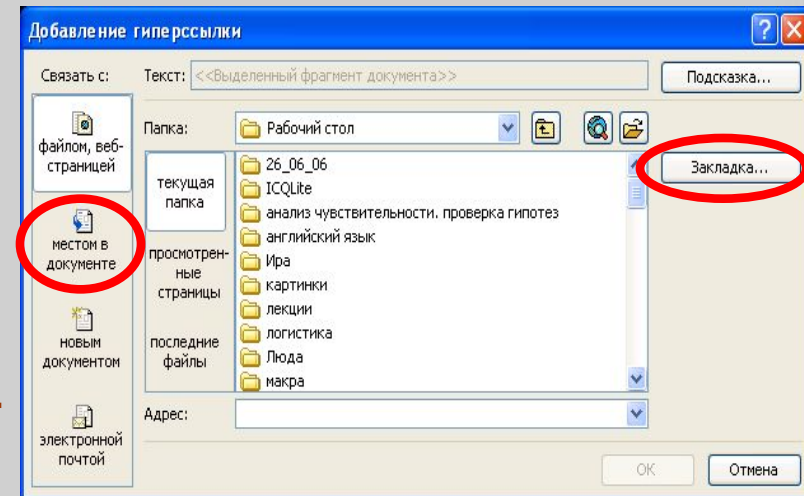 Добавление гиперссылки
Связать с:
Текст: <<Выделенный фрагмент документа>>
Подсказка...
файлом, веб-
страницей
Папка:
Рабочий стол
Закладка...
местом в
документе
новым
документом
электронной
почтой
текущая
папка
просмотрен-
ные
страницы
последние
файлы
26_06_06
ICQLite
анализ чувствительности. проверка гипотез
английский язык
Ира
картинки
лекции
логистика
Люда
макра
Адрес:
ОК
Отмена